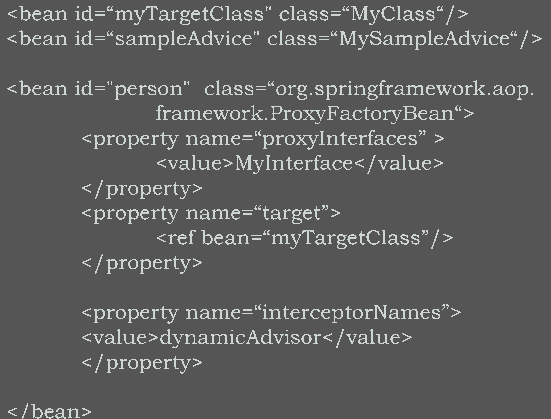 <bean id=“myTargetClass" class=“MyClass“/>
<bean id=“sampleAdvice" class=“MySampleAdvice“/>
<bean id="person" class=“org.springframework.aop.
framework.ProxyFactoryBean“>
<property name=“proxyInterfaces” >
<value>MyInterface</value>
</property>
<property name=“target”>
<ref bean=“myTargetClass”/>
</property>
<property name=“interceptorNames”>
<value>dynamicAdvisor</value>
</property>
</bean>